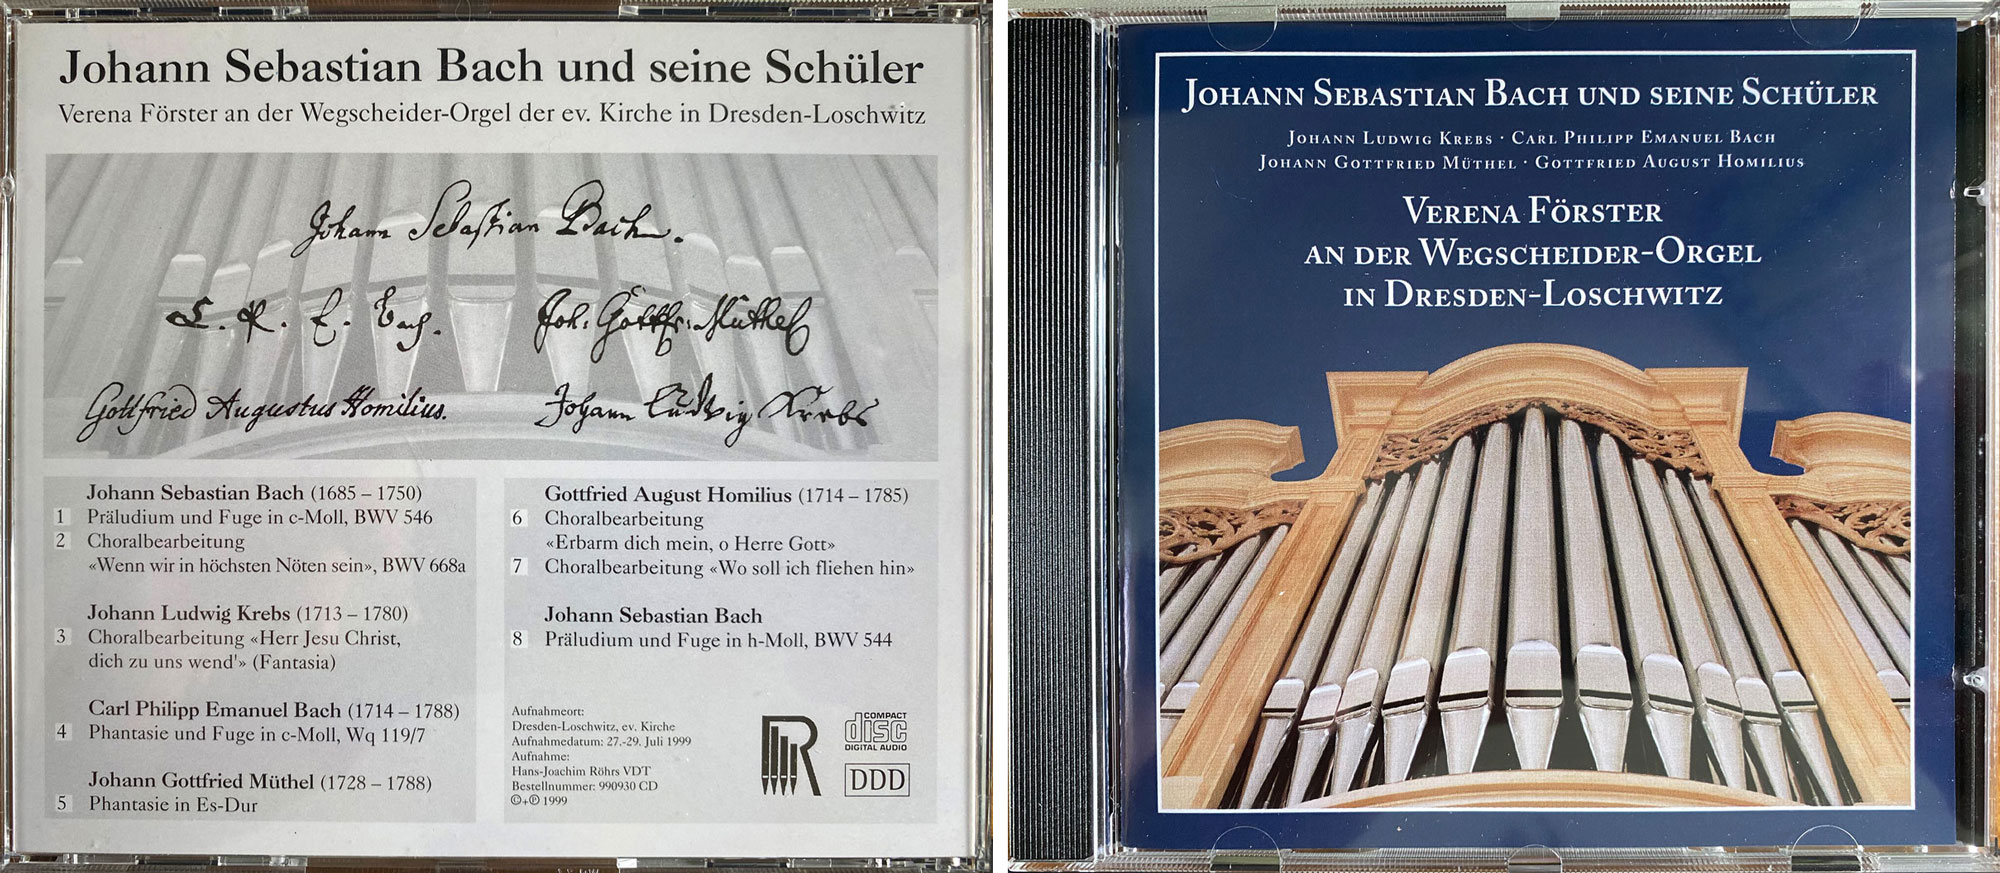 Johann Sebastian Bach und seine Schüler
Verena Förster an der Wegscheider-Orgel der ev. Kirche in Dresden-Loschwitz
Johann Sebastian Bach.
C. P. E. Bach.
Joh: Gottfr: Müthel
Gottfried Augustus Homilius.
Johann Ludwig Krebs
Johann Sebastian Bach (1685 – 1750)
1 Präludium und Fuge in c-Moll, BWV 546
2 Choralbearbeitung
«Wenn wir in höchsten Nöten sein», BWV 668a
Johann Ludwig Krebs (1713 – 1780)
3 Choralbearbeitung «Herr Jesu Christ,
dich zu uns wend'» (Fantasia)
Carl Philipp Emanuel Bach (1714 – 1788)
4 Phantasie und Fuge in c-Moll, Wq 119/7
Johann Gottfried Müthel (1728 – 1788)
5 Phantasie in Es-Dur
Gottfried August Homilius (1714 – 1785)
6 Choralbearbeitung
«Erbarm dich mein, o Herre Gott»
7 Choralbearbeitung «Wo soll ich fliehen hin»
Johann Sebastian Bach
8 Präludium und Fuge in h-Moll, BWV 544
Aufnahmeort:
Dresden-Loschwitz, ev. Kirche
Aufnahmedatum: 27.-29. Juli 1999
Aufnahme:
Hans-Joachim Röhrs VDT
Bestellnummer: 990930 CD
©+℗ 1999
R
COMPACT
disc
DIGITAL AUDIO
DDD
Johann Sebastian Bach und seine Schüler
Johann Ludwig Krebs · Carl Philipp Emanuel Bach
Johann Gottfried Müthel · Gottfried August Homilius
Verena Förster
an der Wegscheider-Orgel
in Dresden-Loschwitz